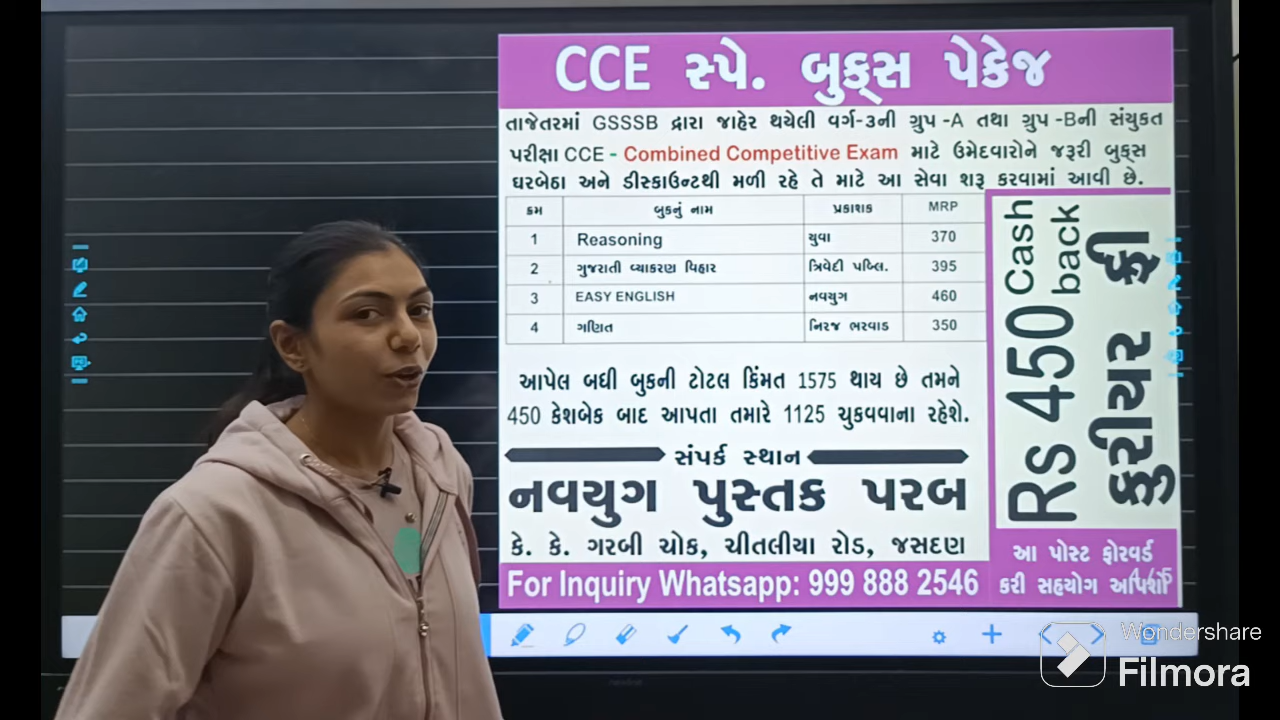 CCE સ્પે. બુક્સ પેકેજ
તાજેતરમાં GSSSB દ્વારા જાહેર થયેલી વર્ગ-૩ની ગ્રુપ -A તથા ગ્રુપ -Bની સંયુકત
પરીક્ષા CCE - Combined Competitive Exam માટે ઉમેદવારોને જરૂરી બુક્સ
ઘરબેઠા અને ડીસ્કાઉન્ટથી મળી રહે તે માટે આ સેવા શરૂ કરવામાં આવી છે.
ક્રમ બુકનું નામ પ્રકાશક MRP
1 Reasoning યુવા 370
2 ગુજરાતી વ્યાકરણ વિહાર ત્રિવેદી પબ્લિ. 395
3 EASY ENGLISH નવયુગ 460
4 ગણિત નિરજ ભરવાડ 350
Rs 450 Cash back
કુરીયર ફ્રી
આપેલ બધી બુકની ટોટલ કિંમત 1575 થાય છે તમને
450 કેશબેક બાદ આપતા તમારે 1125 ચુકવવાના રહેશે.
સંપર્ક સ્થાન
નવયુગ પુસ્તક પરબ
કે. કે. ગરબી ચોક, ચીતલીયા રોડ, જસદણ
For Inquiry Whatsapp: 999 888 2546
આ પોસ્ટ ફોરવર્ડ
કરી સહયોગ આપશો
Wondershare
Filmora